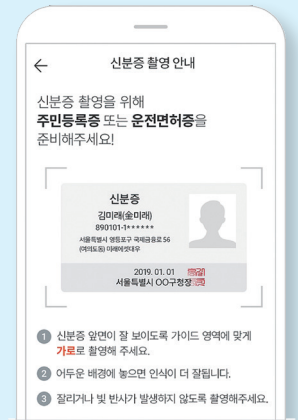 신분증 촬영 안내
신분증 촬영을 위해
주민등록증 또는 운전면허증을
준비해주세요!
신분증
김미래(金미래)
890101-1******
서울특별시 영등포구 국제금융로 56
(여의도동) 미래에셋대우
2019. 01. 01
서울특별시 OO구청장
1 신분증 앞면이 잘 보이도록 가이드 영역에 맞게
가로로 촬영해 주세요.
2 어두운 배경에 놓으면 인식이 더 잘됩니다.
3 잘리거나 빛 반사가 발생하지 않도록 촬영해주세요.